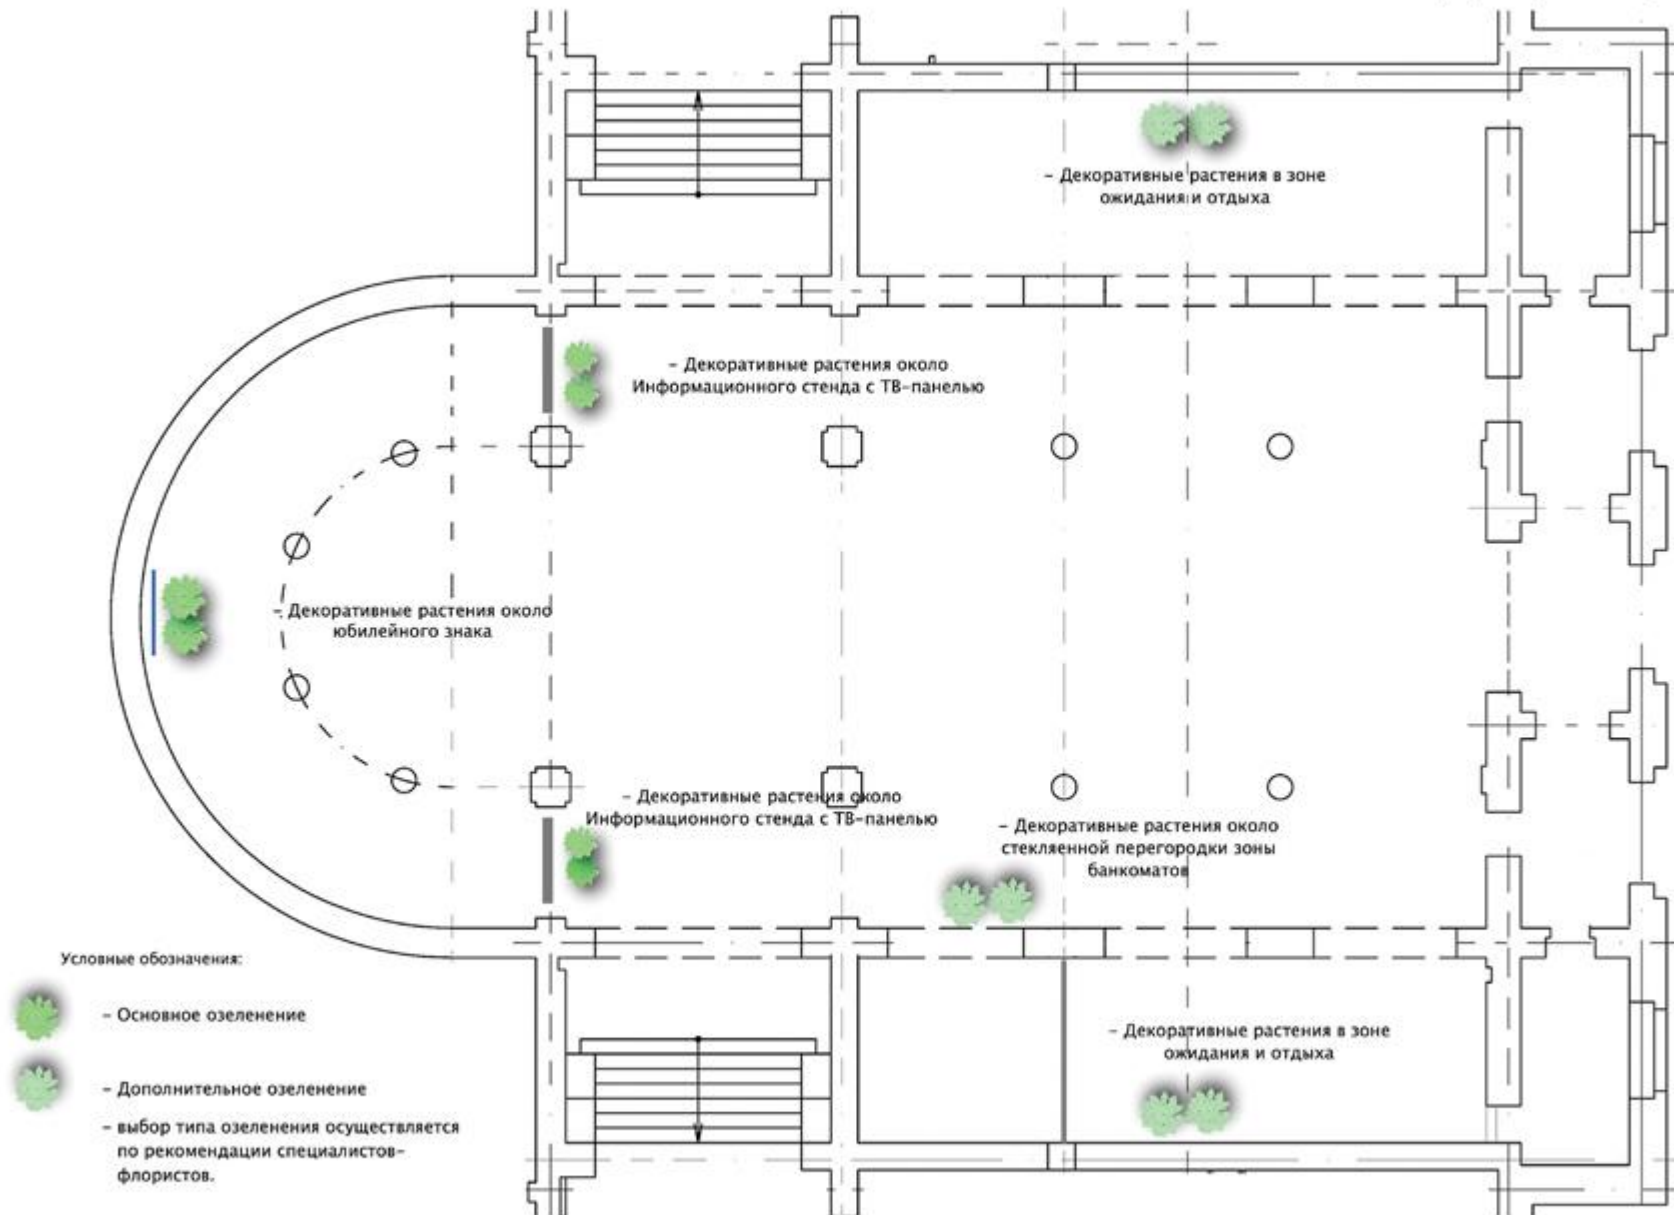 – Декоративные растения в зоне
ожидания и отдыха
– Декоративные растения около
Информационного стенда с ТВ-панелью
– Декоративные растения около
юбилейного знака
– Декоративные растения около
Информационного стенда с ТВ-панелью
– Декоративные растения около
стекляенной перегородки зоны
банкоматов
– Декоративные растения в зоне
ожидания и отдыха
Условные обозначения:
– Основное озеленение
– Дополнительное озеленение
– выбор типа озеленения осуществляется
по рекомендации специалистов-
флористов.